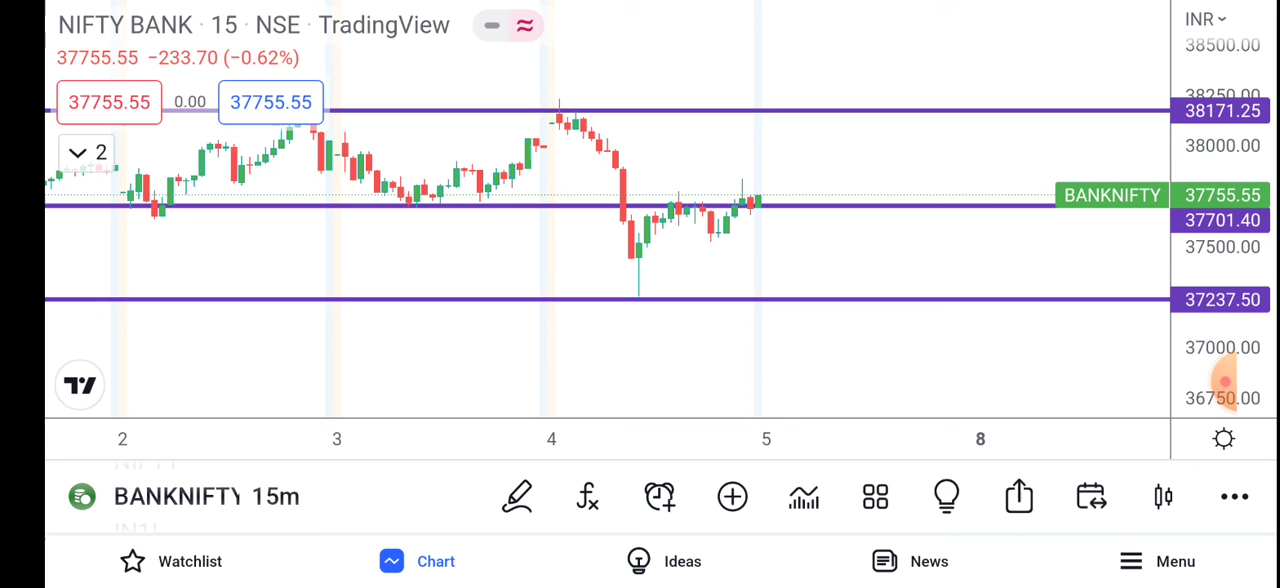 NIFTY BANK · 15 · NSE · TradingView
INR
37755.55 −233.70 (−0.62%)
37755.55 0.00 37755.55
2
38500.00
38250.00
38171.25
38000.00
BANKNIFTY 37755.55
37701.40
37500.00
37237.50
37000.00
36750.00
2 3 4 5 8
BANKNIFTY 15m
Watchlist Chart Ideas News Menu